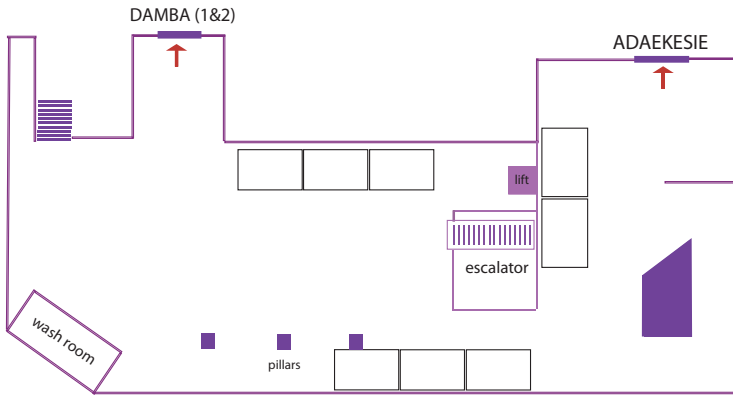 DAMBA (1&2)
ADAEKESIE
lift
escalator
wash room
pillars